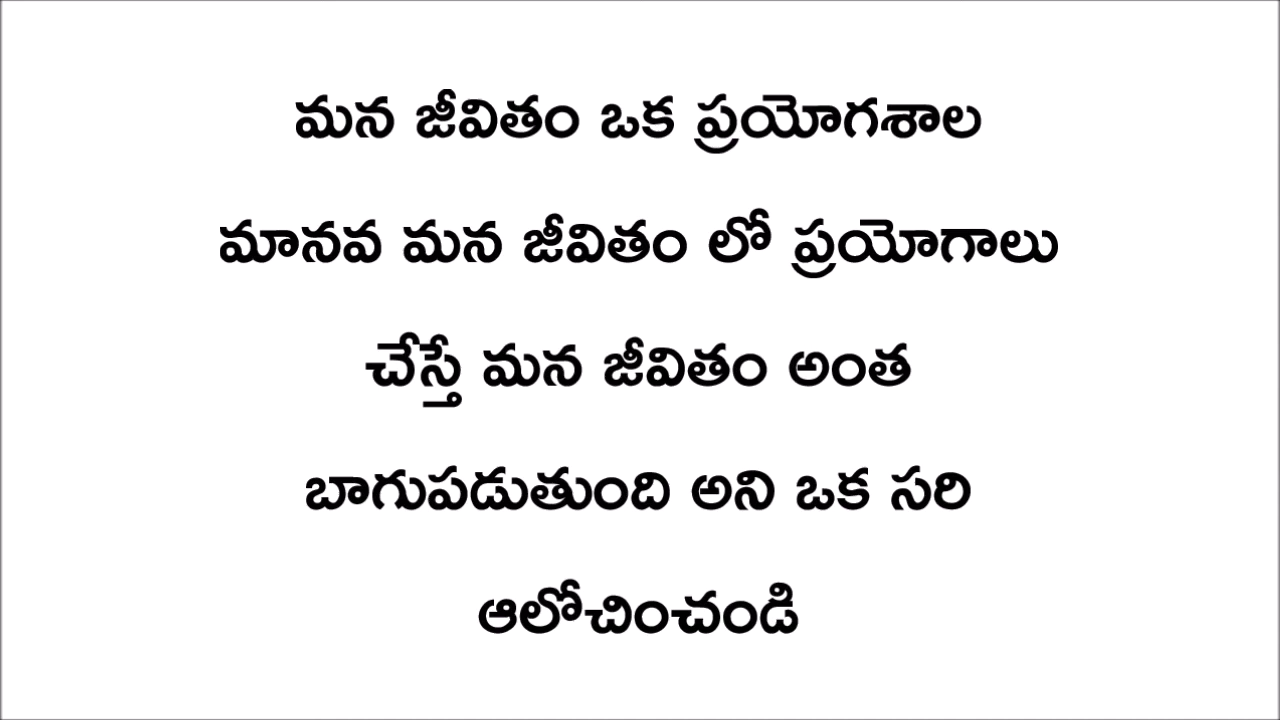 మన జీవితం ఒక ప్రయోగశాల
మానవ మన జీవితం లో ప్రయోగాలు
చేస్తే మన జీవితం అంత
బాగుపడుతుంది అని ఒక సరి
ఆలోచించండి